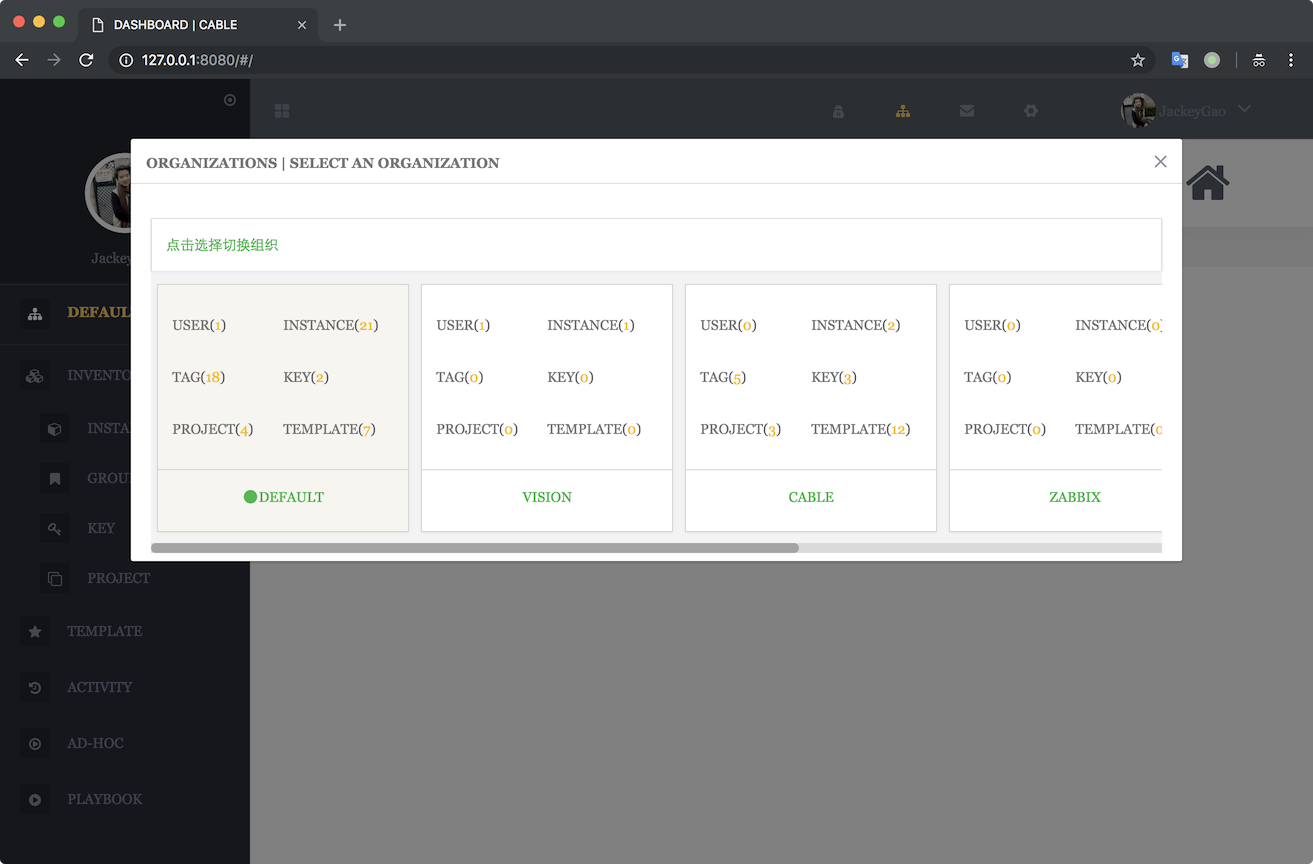 DASHBOARD | CABLE
127.0.0.1:8080/#/
JackeyGao
ORGANIZATIONS | SELECT AN ORGANIZATION
点击选择切换组织
USER(1) INSTANCE(21)
TAG(18) KEY(2)
PROJECT(4) TEMPLATE(7)
DEFAULT
USER(1) INSTANCE(1)
TAG(0) KEY(0)
PROJECT(0) TEMPLATE(0)
VISION
USER(0) INSTANCE(2)
TAG(5) KEY(3)
PROJECT(3) TEMPLATE(12)
CABLE
USER(0) INSTANCE(0)
TAG(0) KEY(0)
PROJECT(0) TEMPLATE(0
ZABBIX
Jackey
DEFAUL
INVENTO
INSTA
GROU
KEY
PROJECT
TEMPLATE
ACTIVITY
AD-HOC
PLAYBOOK